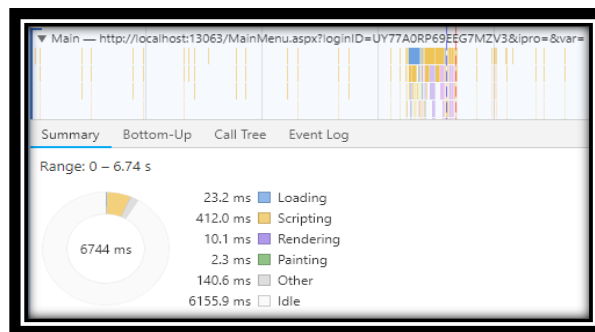 ▼ Main — http://localhost:13063/MainMenu.aspx?loginID=UY77A0RP69EEG7MZV3&ipro=&var=
Summary Bottom-Up Call Tree Event Log
Range: 0 – 6.74 s
23.2 ms Loading
412.0 ms Scripting
10.1 ms Rendering
6744 ms
2.3 ms Painting
140.6 ms Other
6155.9 ms Idle